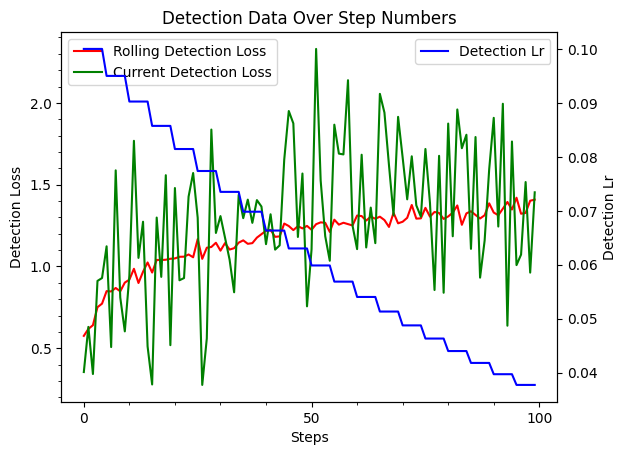 Detection Data Over Step Numbers
Rolling Detection Loss
Current Detection Loss
Detection Lr
Detection Loss
2.0
1.5
1.0
0.5
0.10
0.09
0.08
0.07
0.06
0.05
0.04
Detection Lr
0
50
100
Steps